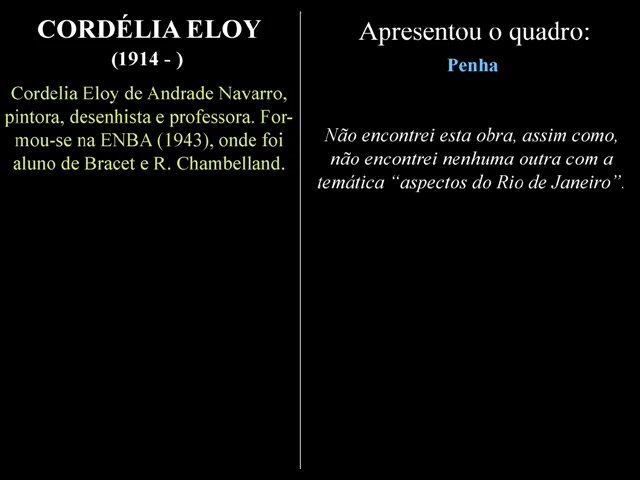 CORDÉLIA ELOY
(1914 - )
Cordelia Eloy de Andrade Navarro,
pintora, desenhista e professora. For-
mou-se na ENBA (1943), onde foi
aluno de Bracet e R. Chambelland.
Apresentou o quadro:
Penha
Não encontrei esta obra, assim como,
não encontrei nenhuma outra com a
temática “aspectos do Rio de Janeiro”.